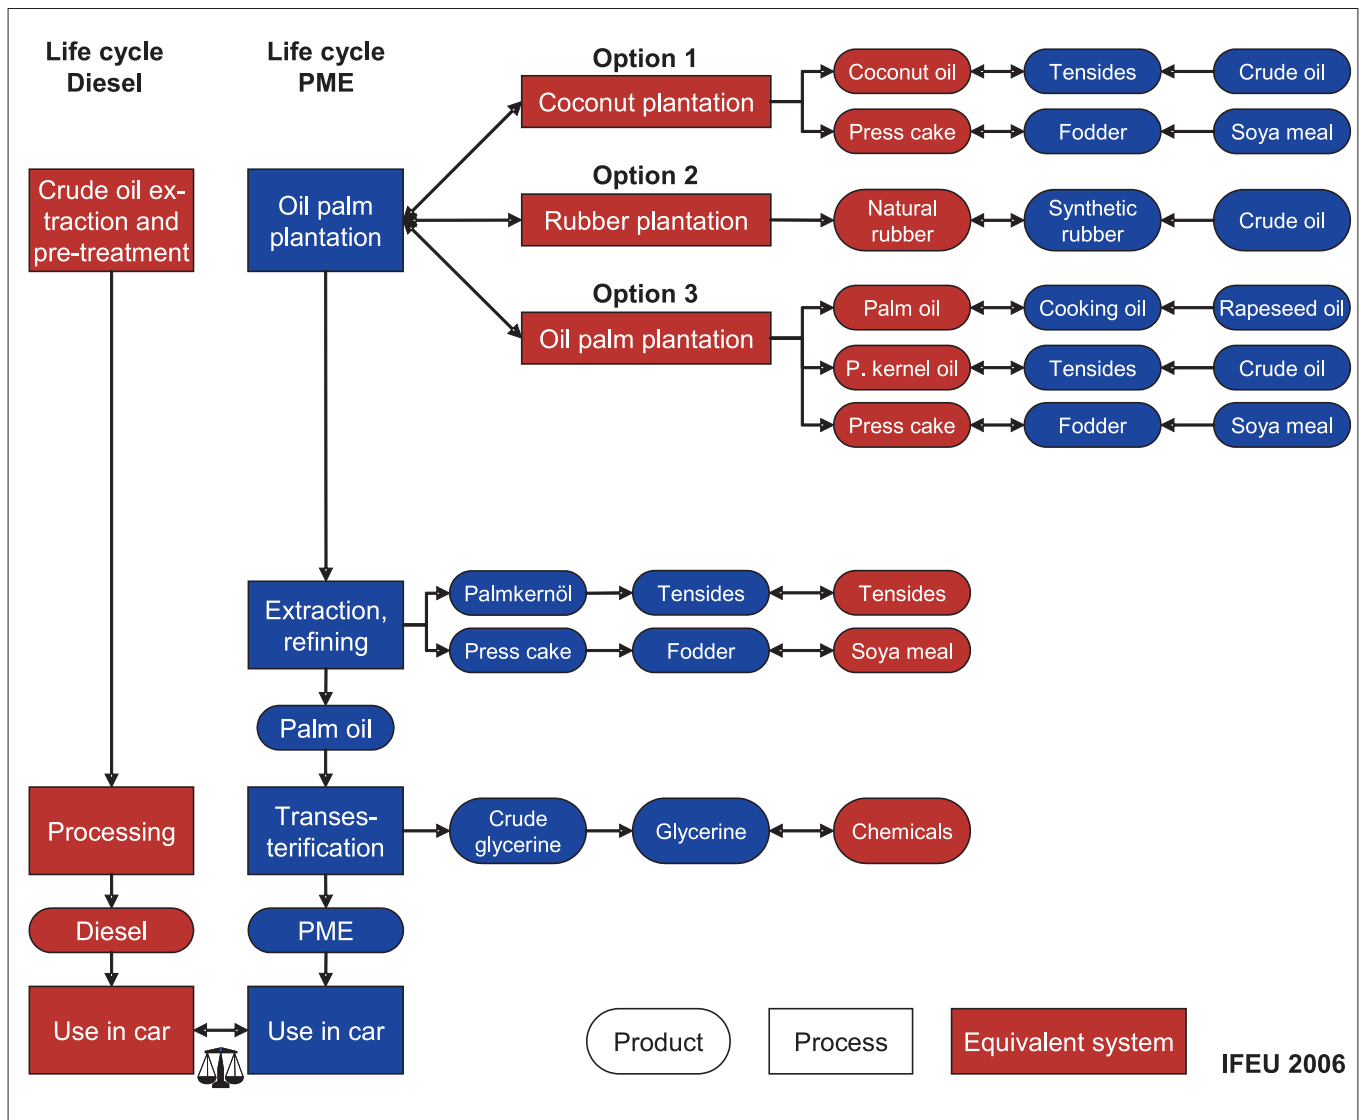 Life cycle
Diesel
Life cycle
PME
Option 1
Coconut plantation
Coconut oil
Tensides
Crude oil
Press cake
Fodder
Soya meal
Crude oil ex-
traction and
pre-treatment
Oil palm
plantation
Option 2
Rubber plantation
Natural
rubber
Synthetic
rubber
Crude oil
Option 3
Oil palm plantation
Palm oil
Cooking oil
Rapeseed oil
P. kernel oil
Tensides
Crude oil
Press cake
Fodder
Soya meal
Extraction,
refining
Palmkernöl
Tensides
Tensides
Press cake
Fodder
Soya meal
Palm oil
Processing
Transes-
terification
Crude
glycerine
Glycerine
Chemicals
Diesel
PME
Use in car
Use in car
Product
Process
Equivalent system
IFEU 2006